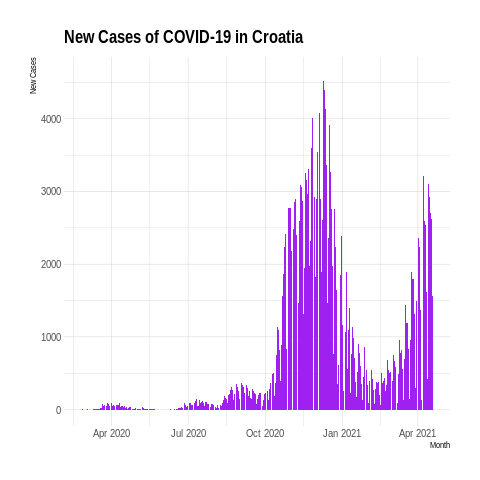 New Cases of COVID-19 in Croatia
New Cases
4000
3000
2000
1000
0
Apr 2020
Jul 2020
Oct 2020
Jan 2021
Apr 2021
Month